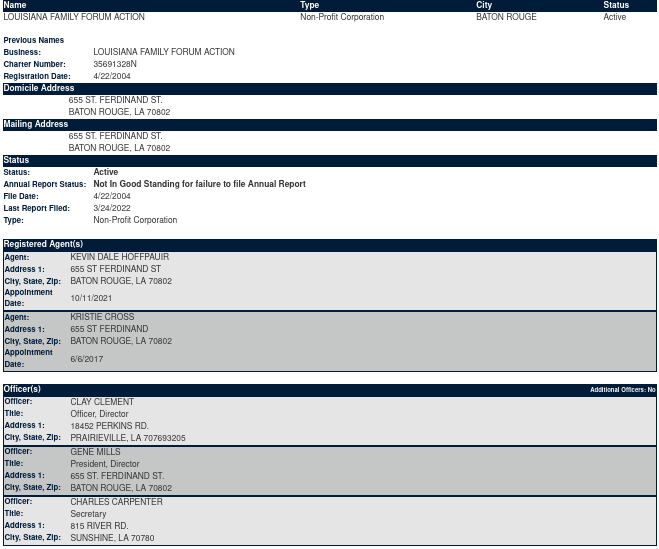 Name Type City Status
LOUISIANA FAMILY FORUM ACTION Non-Profit Corporation BATON ROUGE Active
Previous Names
Business: LOUISIANA FAMILY FORUM ACTION
Charter Number: 35691328N
Registration Date: 4/22/2004
Domicile Address
655 ST. FERDINAND ST.
BATON ROUGE, LA 70802
Mailing Address
655 ST. FERDINAND ST.
BATON ROUGE, LA 70802
Status
Status: Active
Annual Report Status: Not In Good Standing for failure to file Annual Report
File Date: 4/22/2004
Last Report Filed: 3/24/2022
Type: Non-Profit Corporation
Registered Agent(s)
Agent: KEVIN DALE HOFFPAUIR
Address 1: 655 ST FERDINAND ST
City, State, Zip: BATON ROUGE, LA 70802
Appointment
Date: 10/11/2021
Agent: KRISTIE CROSS
Address 1: 655 ST FERDINAND
City, State, Zip: BATON ROUGE, LA 70802
Appointment
Date: 6/6/2017
Officer(s) Additional Officers: No
Officer: CLAY CLEMENT
Title: Officer, Director
Address 1: 18452 PERKINS RD.
City, State, Zip: PRAIRIEVILLE, LA 707693205
Officer: GENE MILLS
Title: President, Director
Address 1: 655 ST. FERDINAND ST.
City, State, Zip: BATON ROUGE, LA 70802
Officer: CHARLES CARPENTER
Title: Secretary
Address 1: 815 RIVER RD.
City, State, Zip: SUNSHINE, LA 70780